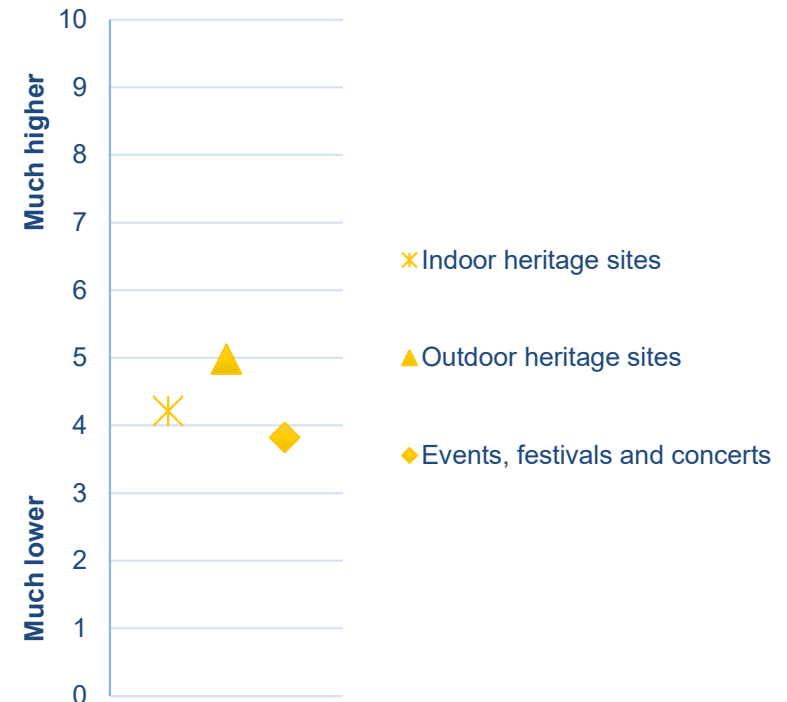 Much higher
Much lower
10
9
8
7
6
5
4
3
2
1
0
Indoor heritage sites
Outdoor heritage sites
Events, festivals and concerts